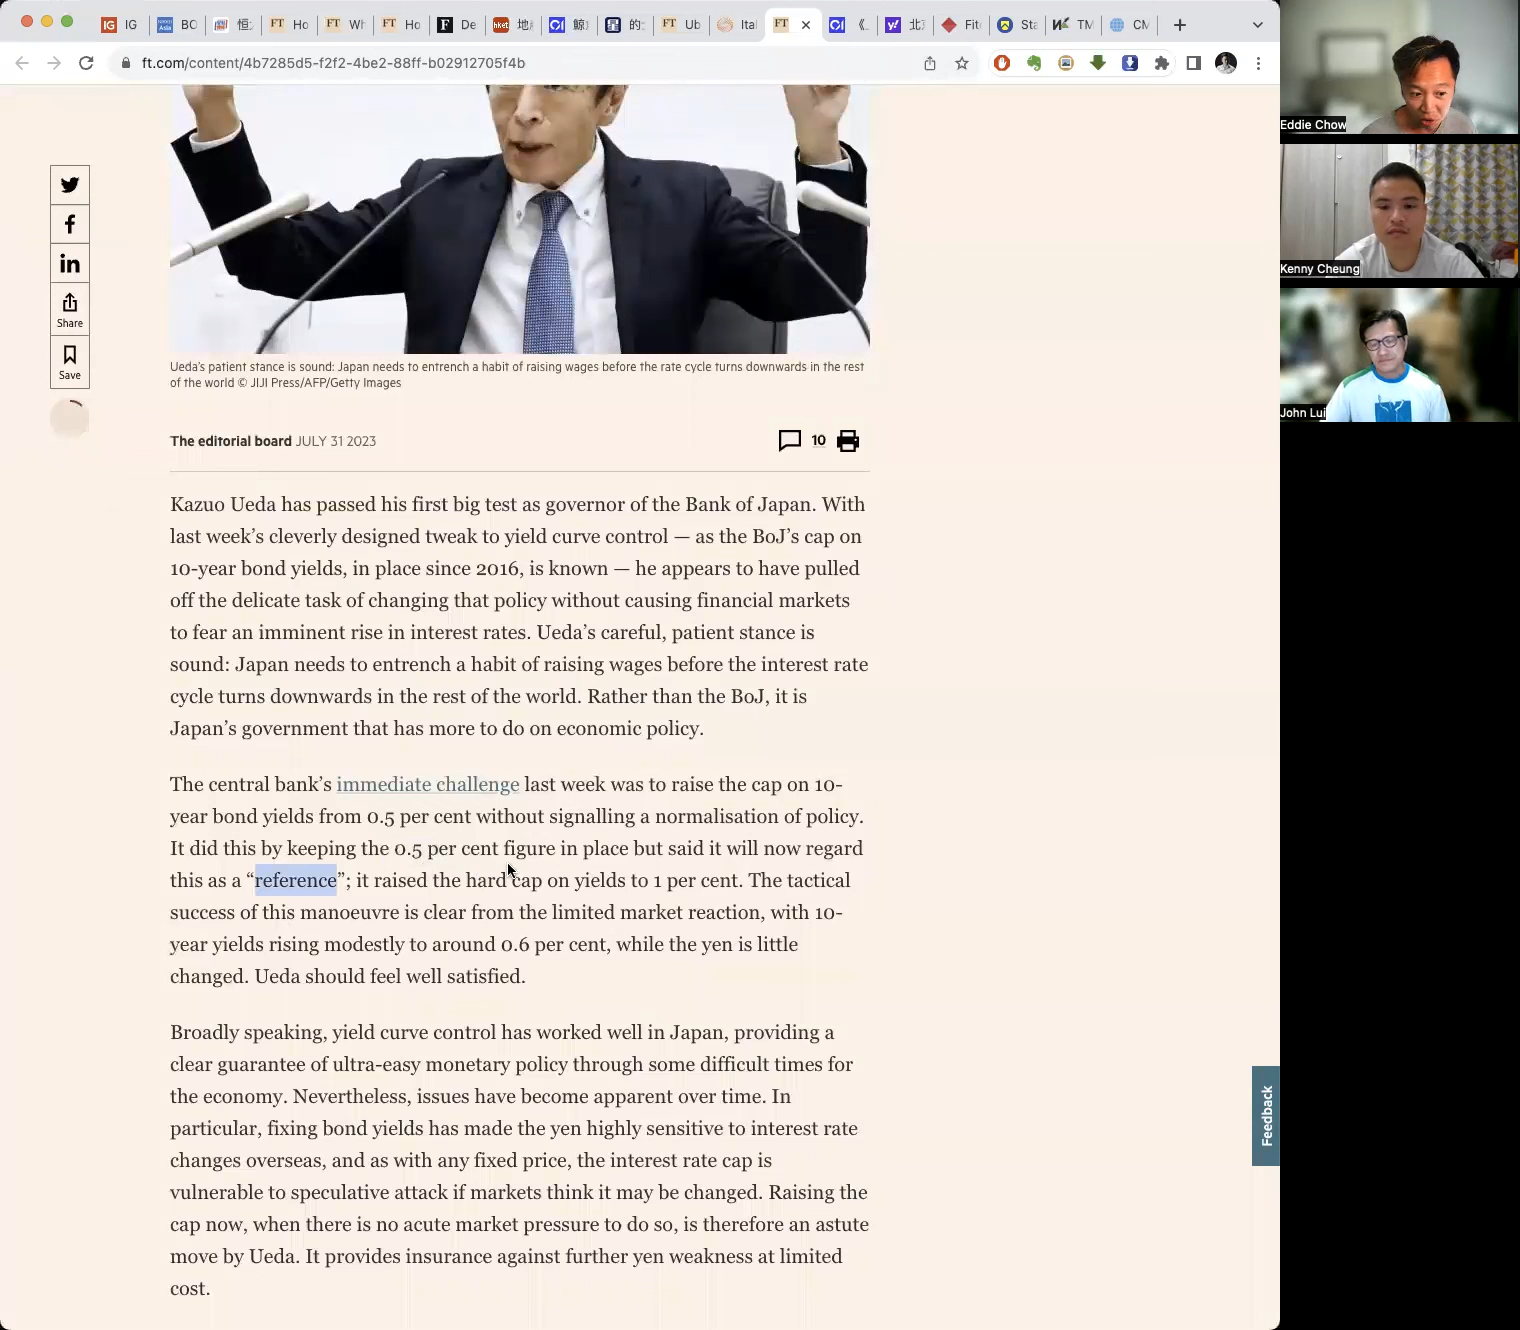 IG
BC
恒
FT
Ho
FT
Wh
FT
Ho
F
De
hket
地
鯨
的
FT
Ub
Ital
FT
北
Fit
Sta
TM
CM
ft.com/content/4b7285d5-f2f2-4be2-88ff-b02912705f4b
Share
Save
Ueda's patient stance is sound: Japan needs to entrench a habit of raising wages before the rate cycle turns downwards in the rest
of the world © JIJI Press/AFP/Getty Images
The editorial board JULY 31 2023
10
Kazuo Ueda has passed his first big test as governor of the Bank of Japan. With
last week’s cleverly designed tweak to yield curve control — as the BoJ’s cap on
10-year bond yields, in place since 2016, is known — he appears to have pulled
off the delicate task of changing that policy without causing financial markets
to fear an imminent rise in interest rates. Ueda’s careful, patient stance is
sound: Japan needs to entrench a habit of raising wages before the interest rate
cycle turns downwards in the rest of the world. Rather than the BoJ, it is
Japan’s government that has more to do on economic policy.
The central bank’s immediate challenge last week was to raise the cap on 10-
year bond yields from 0.5 per cent without signalling a normalisation of policy.
It did this by keeping the 0.5 per cent figure in place but said it will now regard
this as a “reference”; it raised the hard cap on yields to 1 per cent. The tactical
success of this manoeuvre is clear from the limited market reaction, with 10-
year yields rising modestly to around 0.6 per cent, while the yen is little
changed. Ueda should feel well satisfied.
Broadly speaking, yield curve control has worked well in Japan, providing a
clear guarantee of ultra-easy monetary policy through some difficult times for
the economy. Nevertheless, issues have become apparent over time. In
particular, fixing bond yields has made the yen highly sensitive to interest rate
changes overseas, and as with any fixed price, the interest rate cap is
vulnerable to speculative attack if markets think it may be changed. Raising the
cap now, when there is no acute market pressure to do so, is therefore an astute
move by Ueda. It provides insurance against further yen weakness at limited
cost.
Feedback
Eddie Chow
Kenny Cheung
John Lui